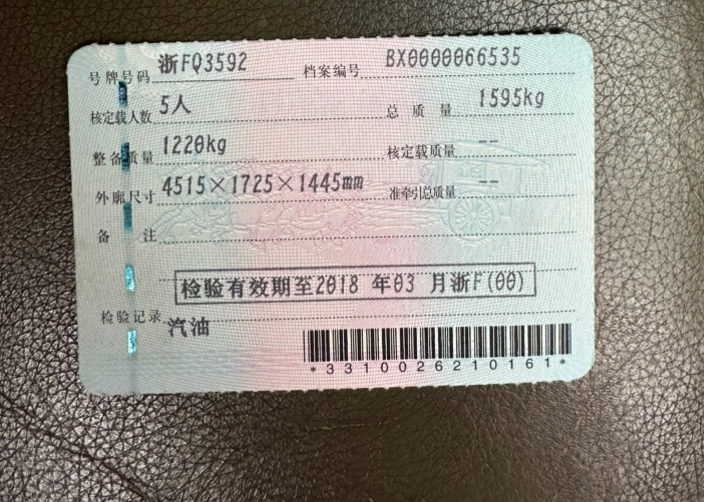 号牌号码 浙FQ3592 档案编号 BX0000066535
核定载人数 5人 总质量 1595kg
整备质量 1220kg 核定载质量 --
外廓尺寸 4515×1725×1445mm 准牵引总质量 --
备注
检验有效期至2018 年03 月浙F(00)
检验记录 汽油
*3310026210161*